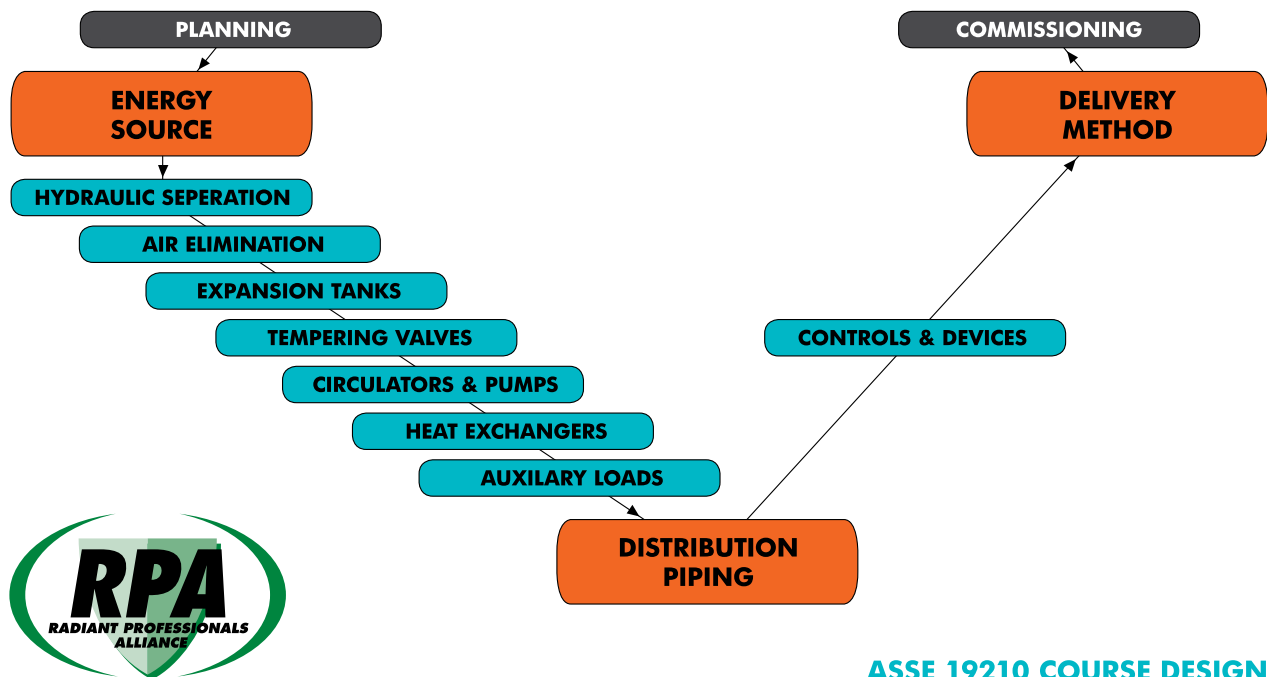 PLANNING
COMMISSIONING
ENERGY
SOURCE
DELIVERY
METHOD
HYDRAULIC SEPERATION
AIR ELIMINATION
EXPANSION TANKS
TEMPERING VALVES
CONTROLS & DEVICES
CIRCULATORS & PUMPS
HEAT EXCHANGERS
AUXILARY LOADS
DISTRIBUTION
PIPING
RPA
RADIANT PROFESSIONALS
ALLIANCE
ASSE 19210 COURSE DESIGN